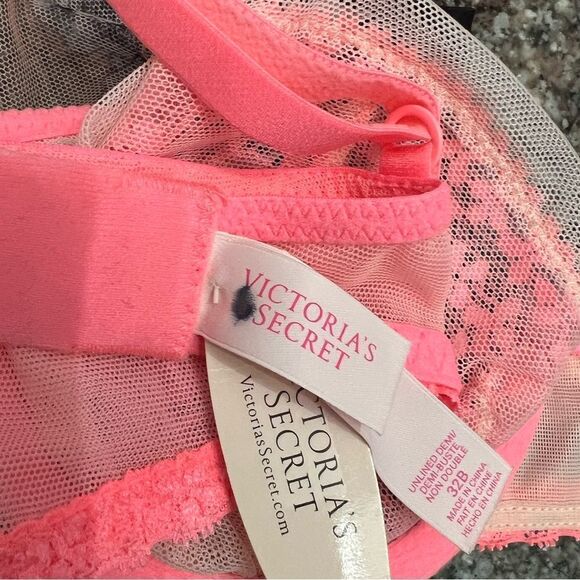 VICTORIA'S
SECRET
CTORIA'S
SECRET
VictoriasSecret.com
UNLINED DEMI/
DEMI-BUSTE
NON DOUBLÉ
32B
MADE IN CHINA
FAIT EN CHINE
HECHO EN CHINA